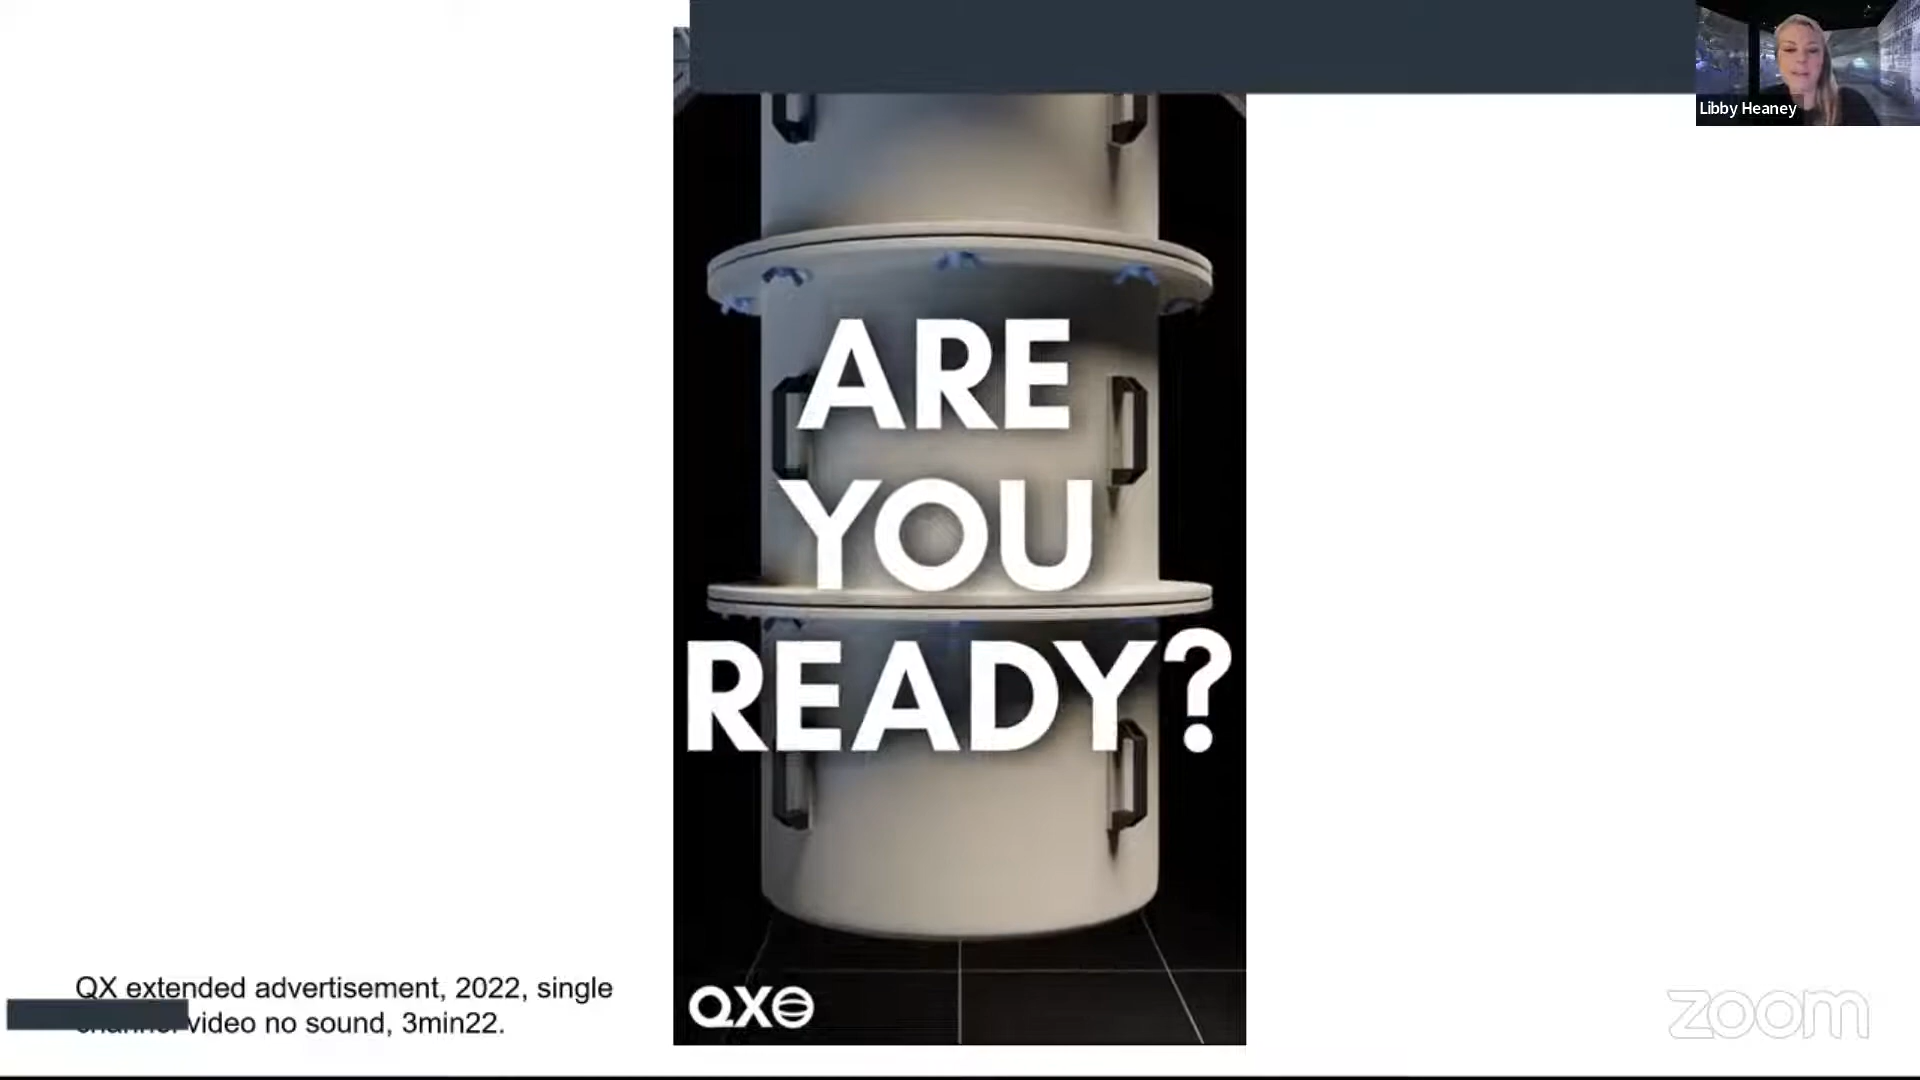 Libby Heaney
ARE
YOU
READY?
QX
QX extended advertisement, 2022, single
video no sound, 3min22.
zoom